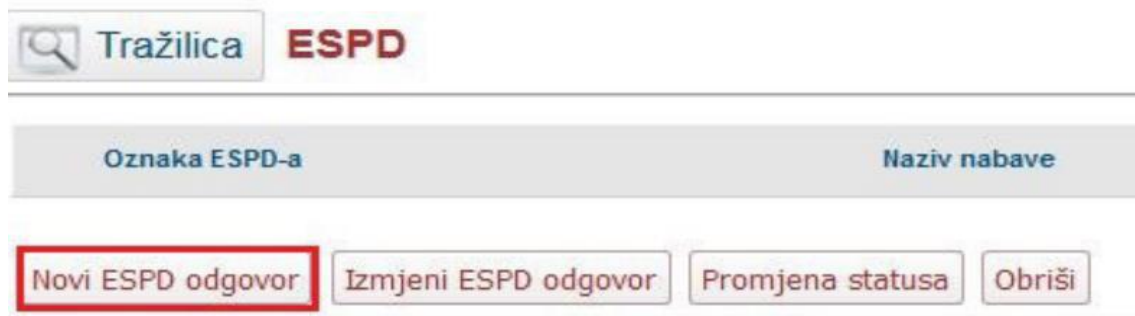 Tražilica ESPD
Oznaka ESPD-a Naziv nabave
Novi ESPD odgovor Izmjeni ESPD odgovor Promjena statusa Obriši